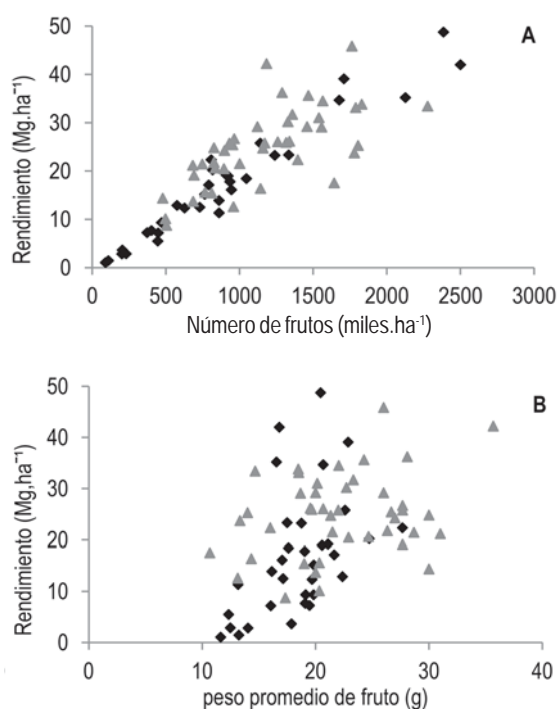 A
Rendimiento (Mg.ha⁻¹)
50
40
30
20
10
0
0 500 1000 1500 2000 2500 3000
Número de frutos (miles.ha⁻¹)
B
Rendimiento (Mg,ha⁻¹)
50
40
30
20
10
0
0 10 20 30 40
peso promedio de fruto (g)